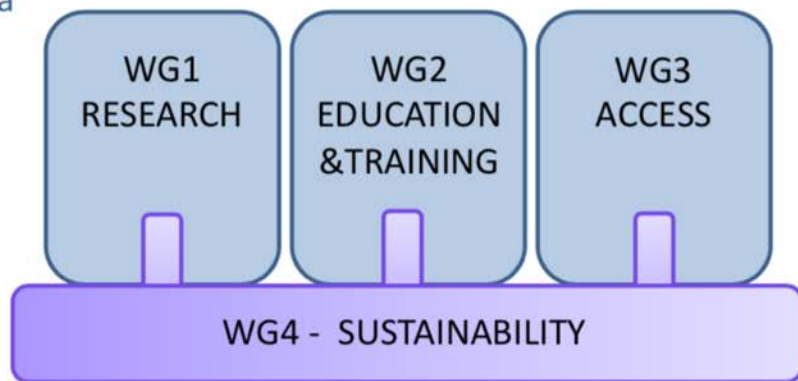 a
WG1
RESEARCH
WG2
EDUCATION
&TRAINING
WG3
ACCESS
WG4 - SUSTAINABILITY